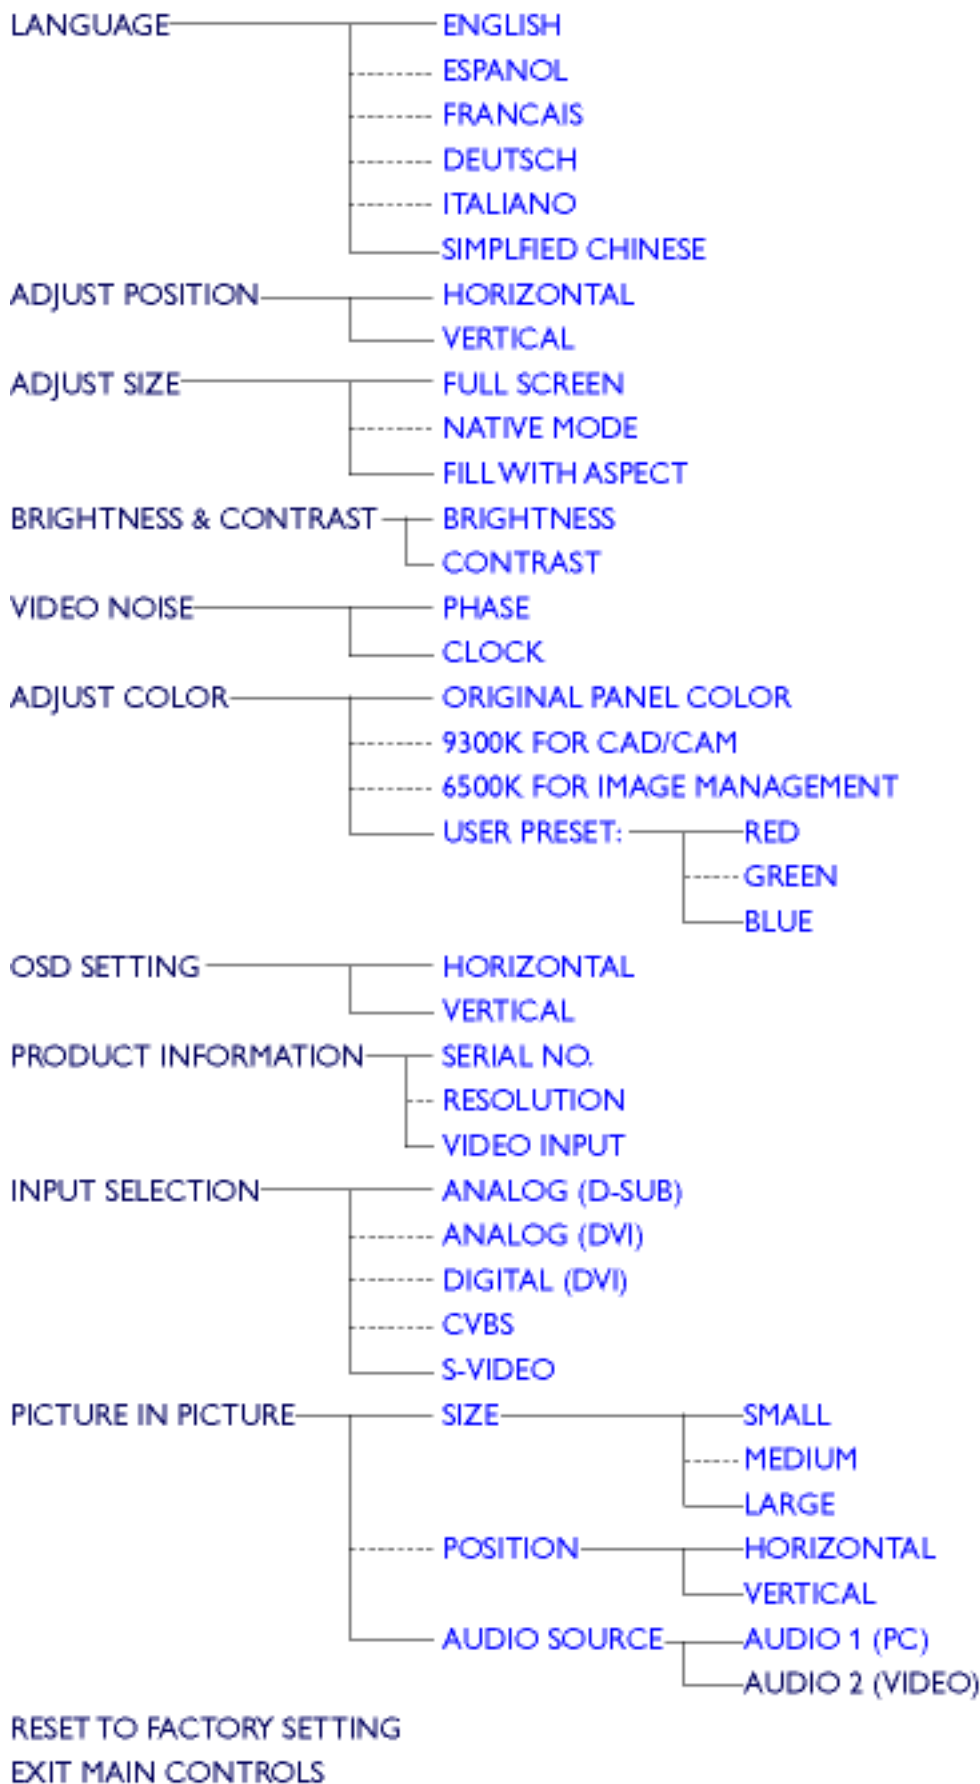 LANGUAGE ENGLISH
ESPANOL
FRANCAIS
DEUTSCH
ITALIANO
SIMPLFIED CHINESE
ADJUST POSITION HORIZONTAL
VERTICAL
ADJUST SIZE FULL SCREEN
NATIVE MODE
FILL WITH ASPECT
BRIGHTNESS & CONTRAST BRIGHTNESS
CONTRAST
VIDEO NOISE PHASE
CLOCK
ADJUST COLOR ORIGINAL PANEL COLOR
9300K FOR CAD/CAM
6500K FOR IMAGE MANAGEMENT
USER PRESET: RED
GREEN
BLUE
OSD SETTING HORIZONTAL
VERTICAL
PRODUCT INFORMATION SERIAL NO.
RESOLUTION
VIDEO INPUT
INPUT SELECTION ANALOG (D-SUB)
ANALOG (DVI)
DIGITAL (DVI)
CVBS
S-VIDEO
PICTURE IN PICTURE SIZE SMALL
MEDIUM
LARGE
POSITION HORIZONTAL
VERTICAL
AUDIO SOURCE AUDIO 1 (PC)
AUDIO 2 (VIDEO)
RESET TO FACTORY SETTING
EXIT MAIN CONTROLS